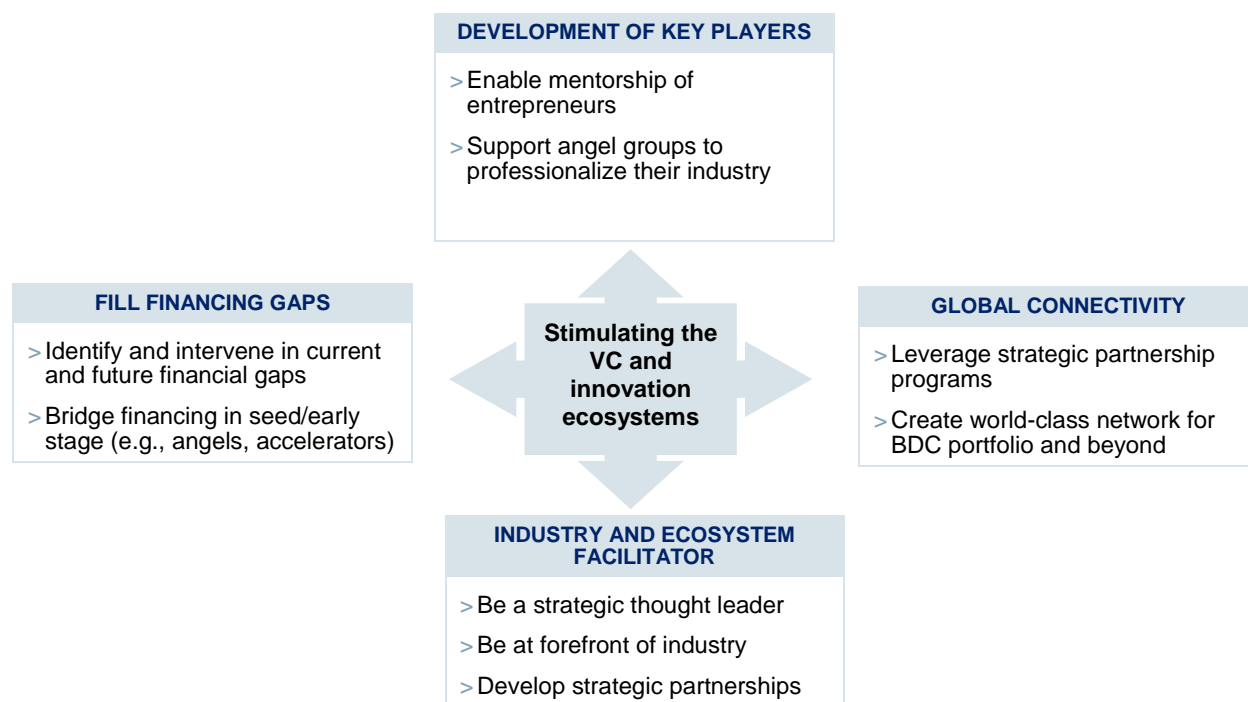 DEVELOPMENT OF KEY PLAYERS
> Enable mentorship of
entrepreneurs
> Support angel groups to
professionalize their industry
FILL FINANCING GAPS
> Identify and intervene in current
and future financial gaps
> Bridge financing in seed/early
stage (e.g., angels, accelerators)
Stimulating the
VC and
innovation
ecosystems
GLOBAL CONNECTIVITY
> Leverage strategic partnership
programs
> Create world-class network for
BDC portfolio and beyond
INDUSTRY AND ECOSYSTEM
FACILITATOR
> Be a strategic thought leader
> Be at forefront of industry
> Develop strategic partnerships